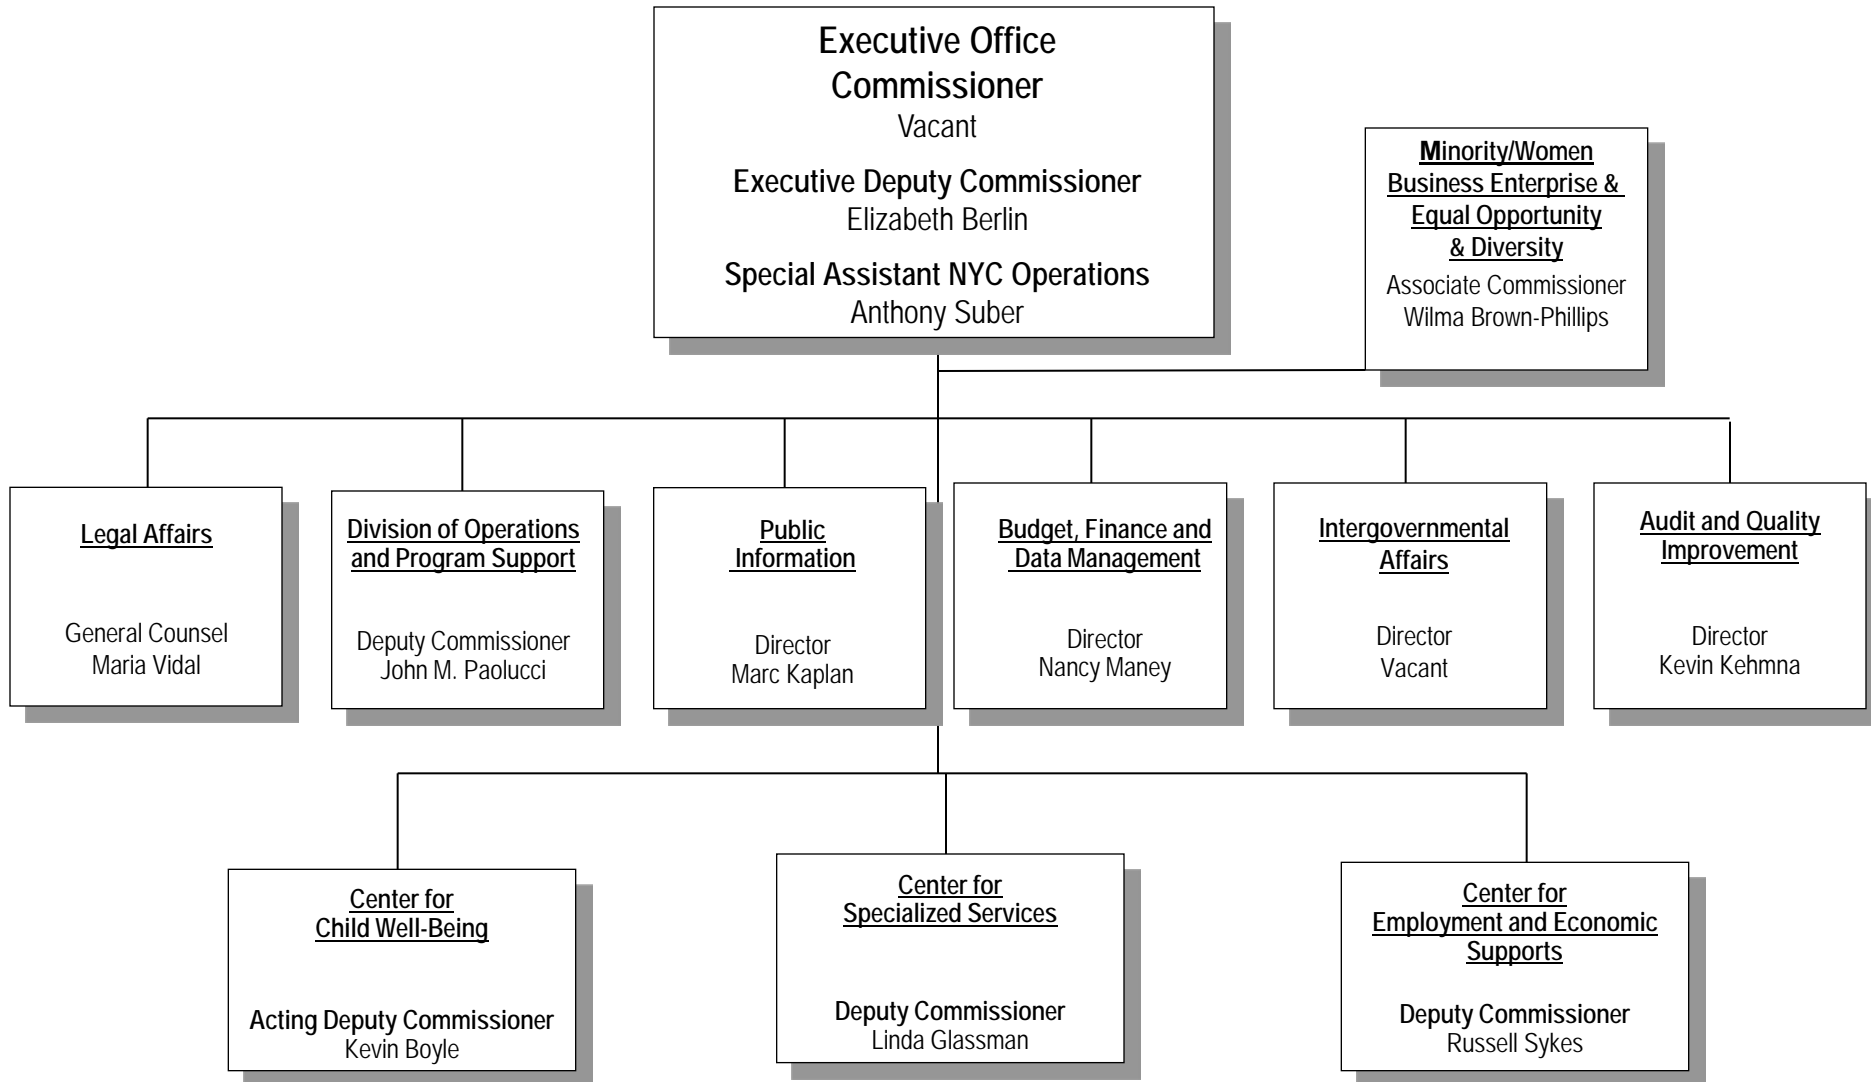 Executive Office
Commissioner
Vacant
Executive Deputy Commissioner
Elizabeth Berlin
Special Assistant NYC Operations
Anthony Suber
Minority/Women
Business Enterprise &
Equal Opportunity
& Diversity
Associate Commissioner
Wilma Brown-Phillips
Legal Affairs
General Counsel
Maria Vidal
Division of Operations
and Program Support
Deputy Commissioner
John M. Paolucci
Public
Information
Director
Marc Kaplan
Budget, Finance and
Data Management
Director
Nancy Maney
Intergovernmental
Affairs
Director
Vacant
Audit and Quality
Improvement
Director
Kevin Kehmna
Center for
Child Well-Being
Acting Deputy Commissioner
Kevin Boyle
Center for
Specialized Services
Deputy Commissioner
Linda Glassman
Center for
Employment and Economic
Supports
Deputy Commissioner
Russell Sykes